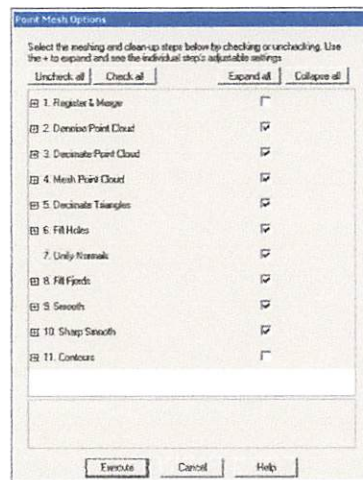 Point Mesh Options
Select the meshing and clean-up steps below by checking or unchecking. Use
the + to expand and see the individual step's adjustable settings
Uncheck all Check all Expand all Collapse all
1. Register & Merge
2. Denoise Point Cloud
3. Decimate Point Cloud
4. Mesh Point Cloud
5. Decimate Triangles
6. Fill Holes
7. Unify Normals
8. Fill Fjords
9. Smooth
10. Sharp Smooth
11. Contours
Execute Cancel Help